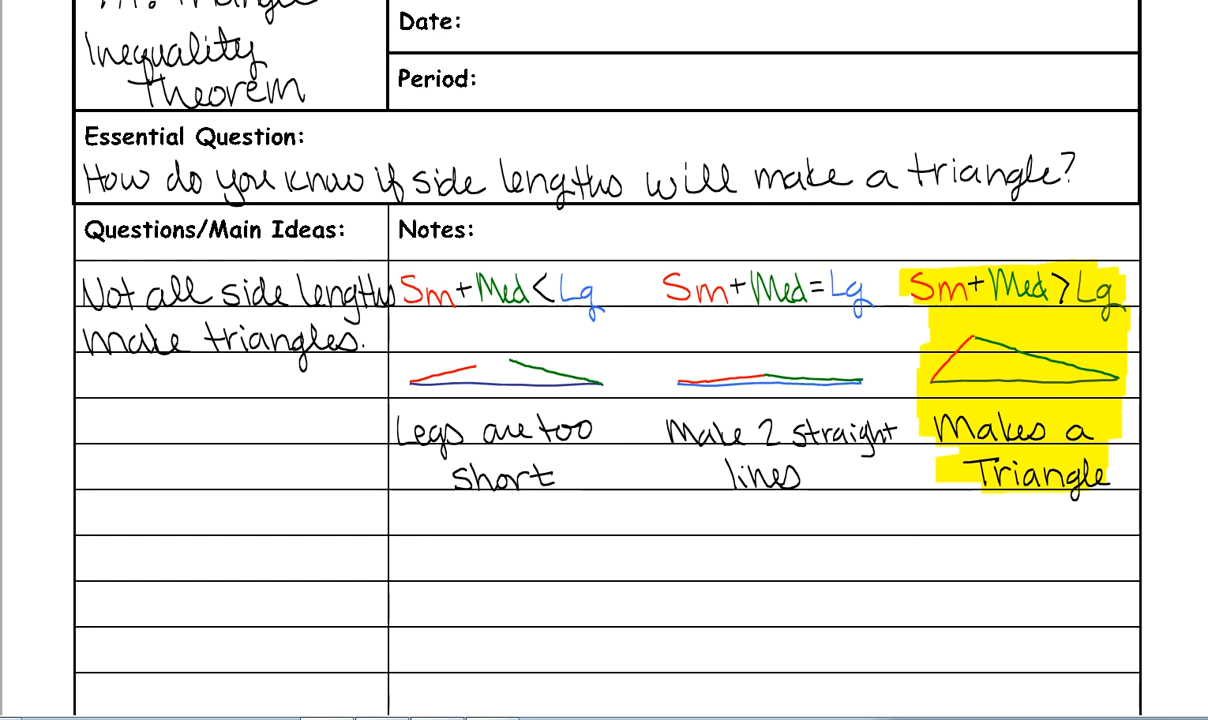 Triangle
Inequality
Theorem
Date:
Period:
Essential Question:
How do you know if side lengths will make a triangle?
Questions/Main Ideas:
Notes:
Not all side lengths
make triangles.
Sm+Med<Lg
Legs are too
short
Sm+Med=Lg
Make 2 straight
lines
Sm+Med>Lg
Makes a
Triangle